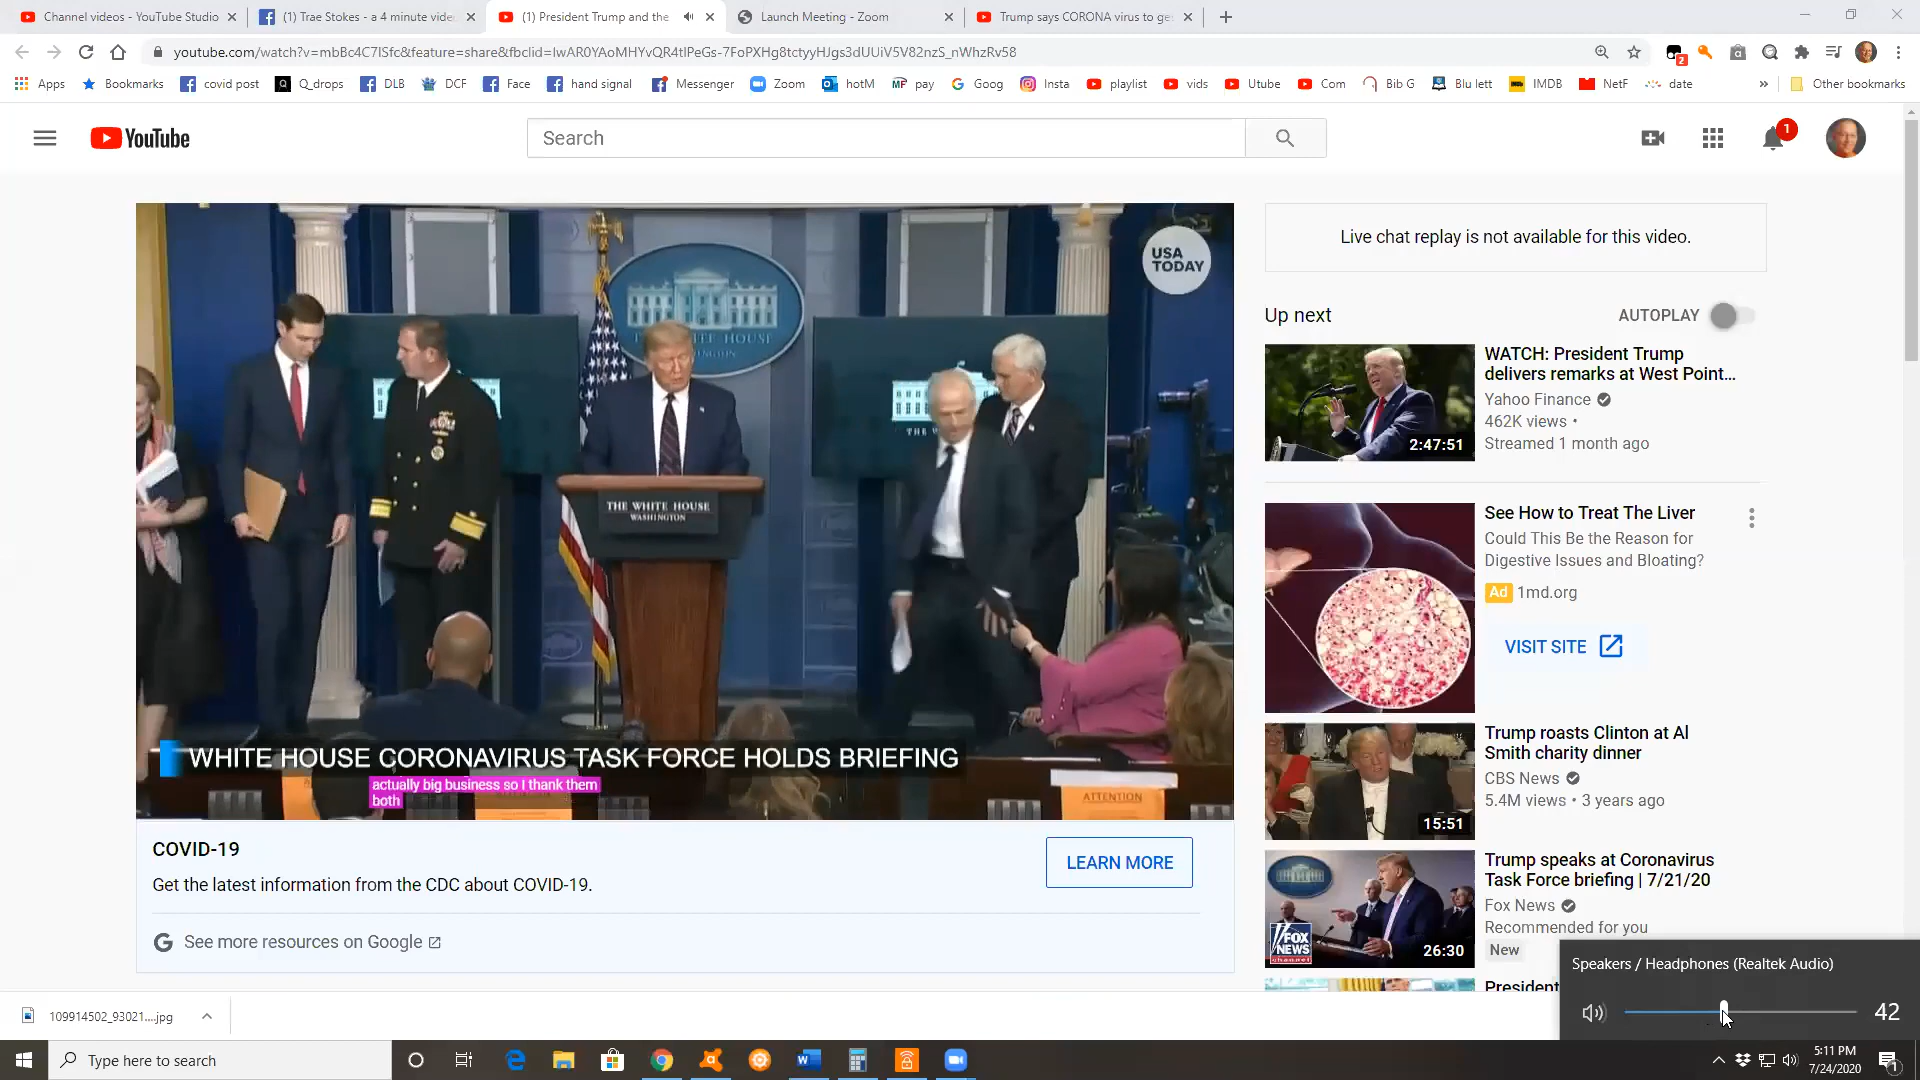 Channel videos - YouTube Studio
(1) Trae Stokes - a 4 minute vide
(1) President Trump and the
Launch Meeting - Zoom
Trump says CORONA virus to ge
youtube.com/watch?v=mbBc4C7lSfc&feature=share&fbclid=IwAR0YAoMHYvQR4tIPeGs-7FoPXHg8tctyyHJgs3dUUiV5V82nzS_nWhzRv58
2
Apps
Bookmarks
covid post
Q_drops
DLB
DCF
Face
hand signal
Messenger
Zoom
hotM
MF pay
Goog
Insta
playlist
vids
Utube
Com
Bib G
Blu lett
IMDB
NetF
date
Other bookmarks
YouTube
Search
1
USA
TODAY
THE WHITE HOUSE
WASHINGTON
WHITE HOUSE CORONAVIRUS TASK FORCE HOLDS BRIEFING
actually big business so I thank them
both
ATTENTION
COVID-19
Get the latest information from the CDC about COVID-19.
LEARN MORE
See more resources on Google
Live chat replay is not available for this video.
Up next
AUTOPLAY
WATCH: President Trump
delivers remarks at West Point...
Yahoo Finance
462K views •
Streamed 1 month ago
2:47:51
See How to Treat The Liver
Could This Be the Reason for
Digestive Issues and Bloating?
Ad 1md.org
VISIT SITE
Trump roasts Clinton at Al
Smith charity dinner
CBS News
5.4M views • 3 years ago
15:51
Trump speaks at Coronavirus
Task Force briefing | 7/21/20
Fox News
Recommended for you
New
FOX
NEWS
channel
26:30
President
Speakers / Headphones (Realtek Audio)
42
109914502_93021....jpg
Type here to search
5:11 PM
7/24/2020
1